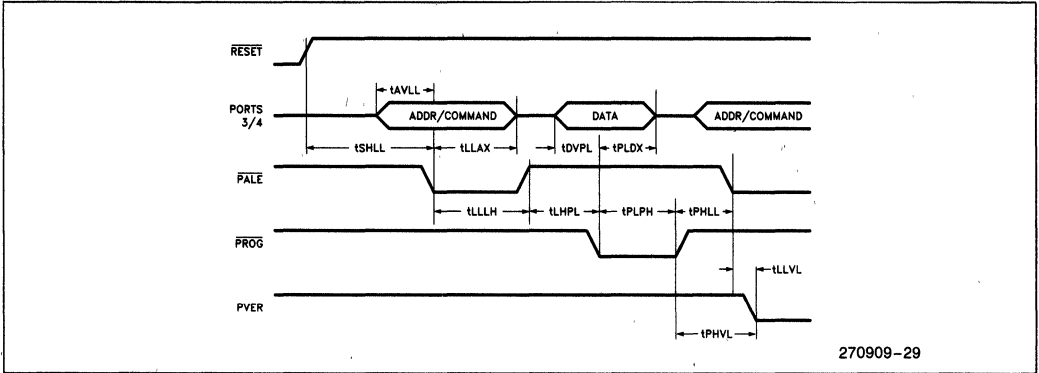 RESET
tAVLL
PORTS
3/4
ADDR/COMMAND DATA ADDR/COMMAND
tSHLL tLLAX tDVPL tPLDX
PALE
tLLLH tLHPL tPLPH tPHLL
PROG
tLLVL
PVER
tPHVL
270909-29